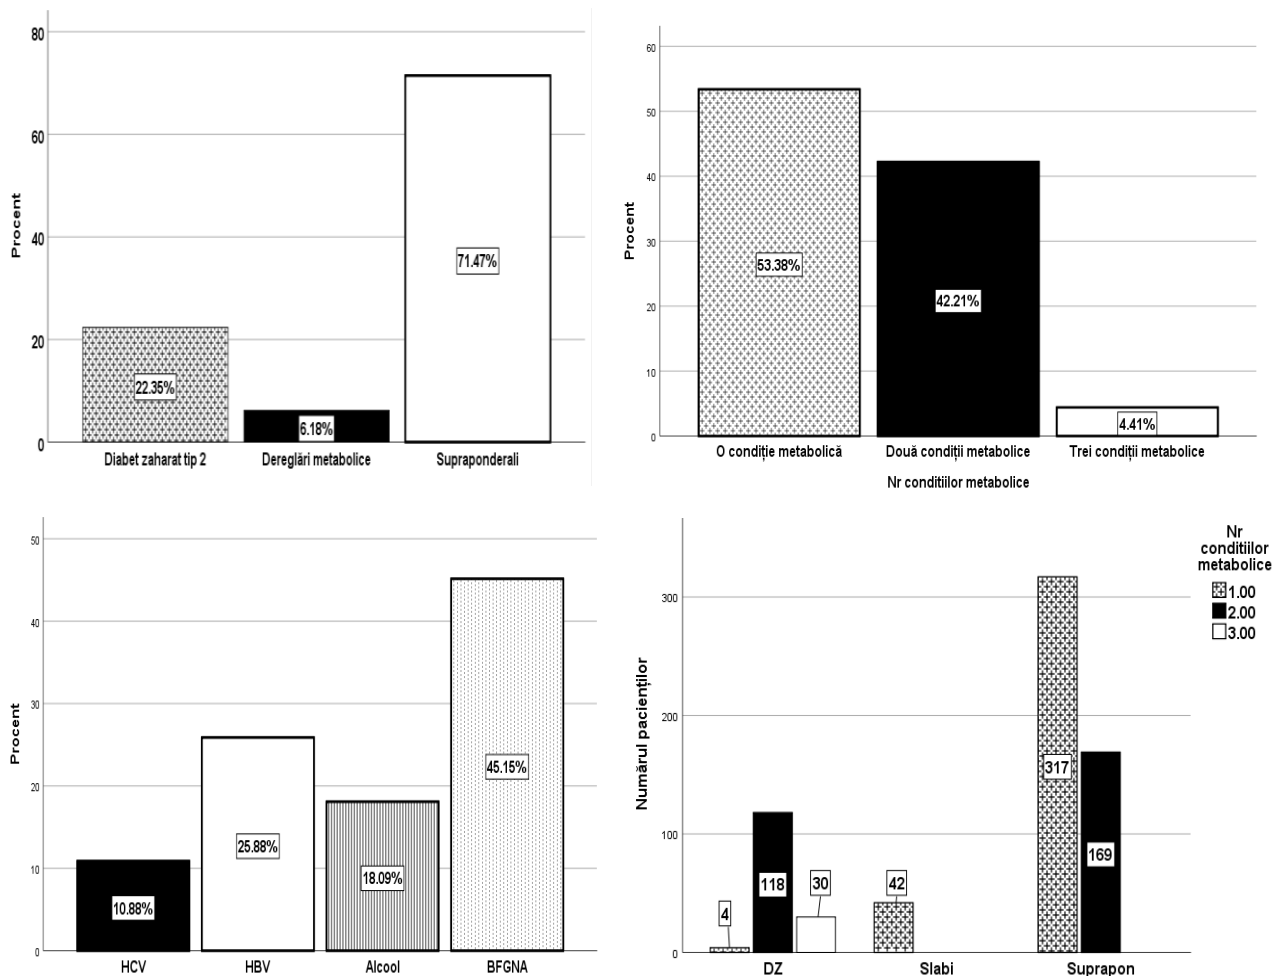 80
60
40
20
0
Procent
22.35%
6.18%
71.47%
Diabet zaharat tip 2
Dereglări metabolice
Supraponderali
60
50
40
30
20
10
0
Procent
53.38%
42.21%
4.41%
O condiție metabolică
Două condiții metabolice
Trei condiții metabolice
Nr conditiilor metabolice
50
40
30
20
10
0
Procent
10.88%
25.88%
18.09%
45.15%
HCV
HBV
Alcool
BFGNA
300
200
100
0
Numărul pacienților
4
118
30
42
317
169
DZ
Slabi
Suprapon
Nr
conditiilor
metabolice
1.00
2.00
3.00